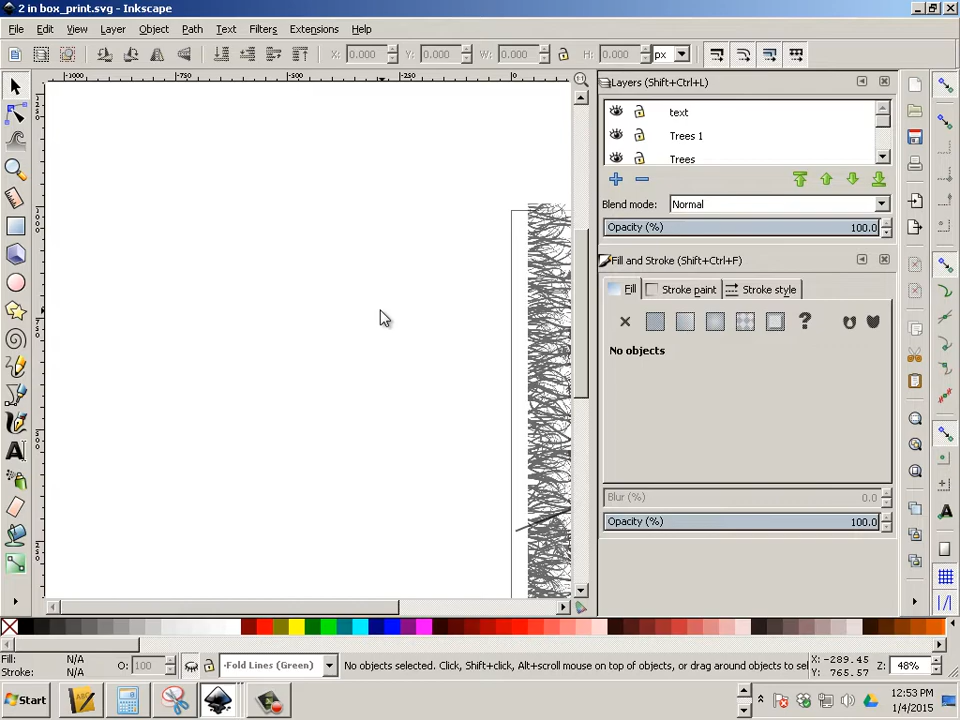 2 in box_print.svg - Inkscape
File Edit View Layer Object Path Text Filters Extensions Help
X: 0.000 Y: 0.000 W: 0.000 H: 0.000 px
-1000 -750 -500 -250 0
Layers (Shift+Ctrl+L)
text
Trees 1
Trees
Blend mode: Normal
Opacity (%) 100.0
Fill and Stroke (Shift+Ctrl+F)
Fill Stroke paint Stroke style
No objects
Blur (%) 0.0
Opacity (%) 100.0
Fill: N/A
Stroke: N/A
O: 100
·Fold Lines (Green)
No objects selected. Click, Shift+click, Alt+scroll mouse on top of objects, or drag around objects to sel
X: -289.45
Y: 765.57
Z: 48%
Start
12:53 PM
1/4/2015